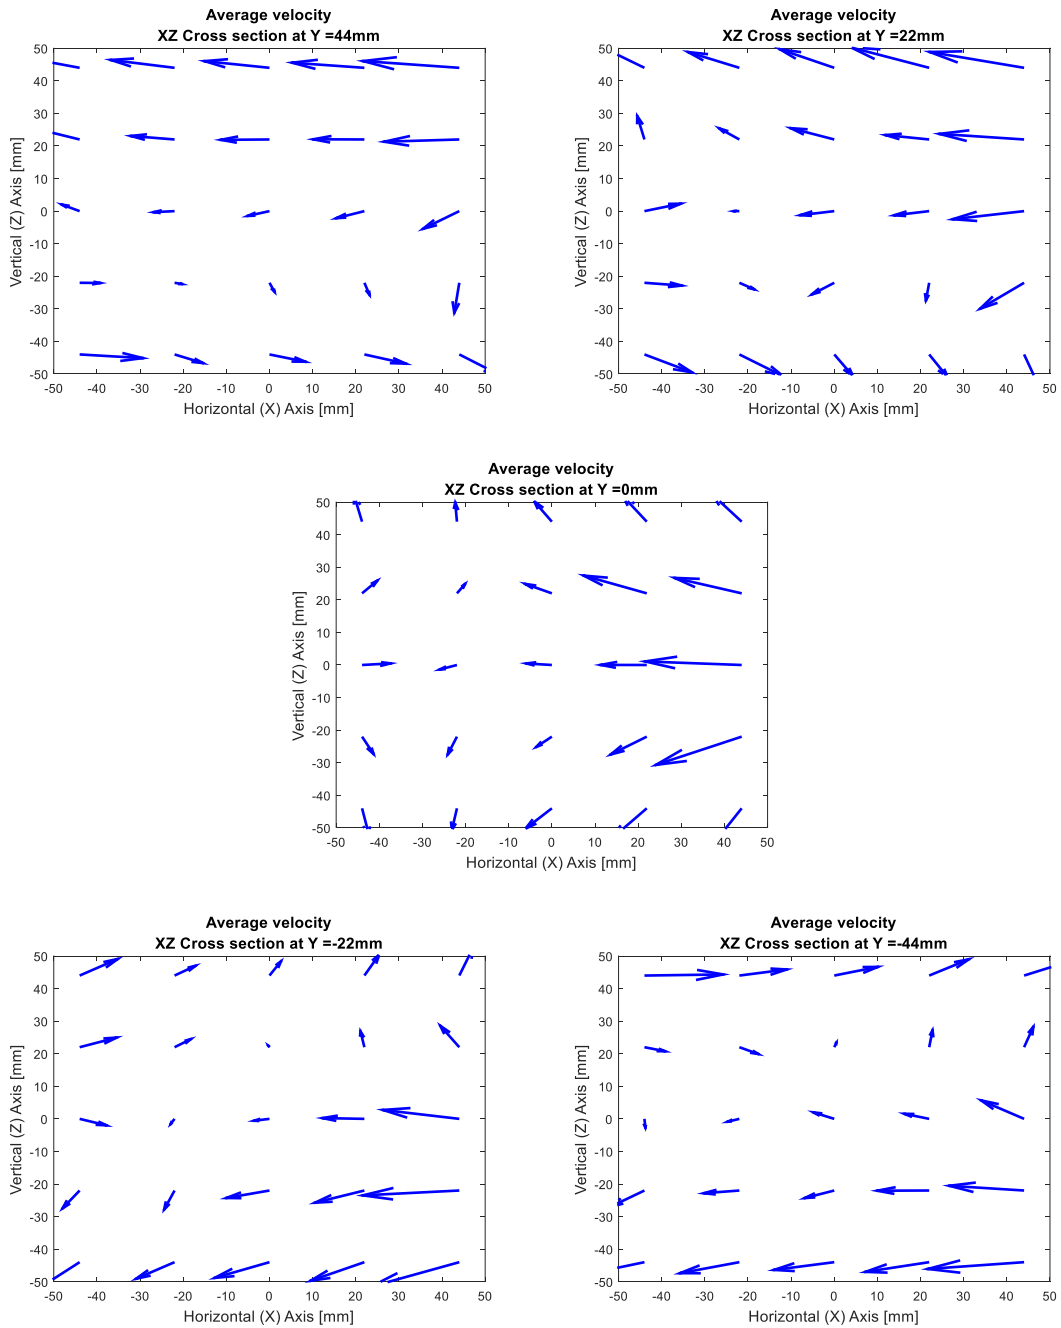 Average velocity
XZ Cross section at Y =44mm
50
40
30
20
10
0
-10
-20
-30
-40
-50
Vertical (Z) Axis [mm]
-50 -40 -30 -20 -10 0 10 20 30 40 50
Horizontal (X) Axis [mm]
Average velocity
XZ Cross section at Y =22mm
50
40
30
20
10
0
-10
-20
-30
-40
-50
Vertical (Z) Axis [mm]
-50 -40 -30 -20 -10 0 10 20 30 40 50
Horizontal (X) Axis [mm]
Average velocity
XZ Cross section at Y =0mm
50
40
30
20
10
0
-10
-20
-30
-40
-50
Vertical (Z) Axis [mm]
-50 -40 -30 -20 -10 0 10 20 30 40 50
Horizontal (X) Axis [mm]
Average velocity
XZ Cross section at Y =-22mm
50
40
30
20
10
0
-10
-20
-30
-40
-50
Vertical (Z) Axis [mm]
-50 -40 -30 -20 -10 0 10 20 30 40 50
Horizontal (X) Axis [mm]
Average velocity
XZ Cross section at Y =-44mm
50
40
30
20
10
0
-10
-20
-30
-40
-50
Vertical (Z) Axis [mm]
-50 -40 -30 -20 -10 0 10 20 30 40 50
Horizontal (X) Axis [mm]